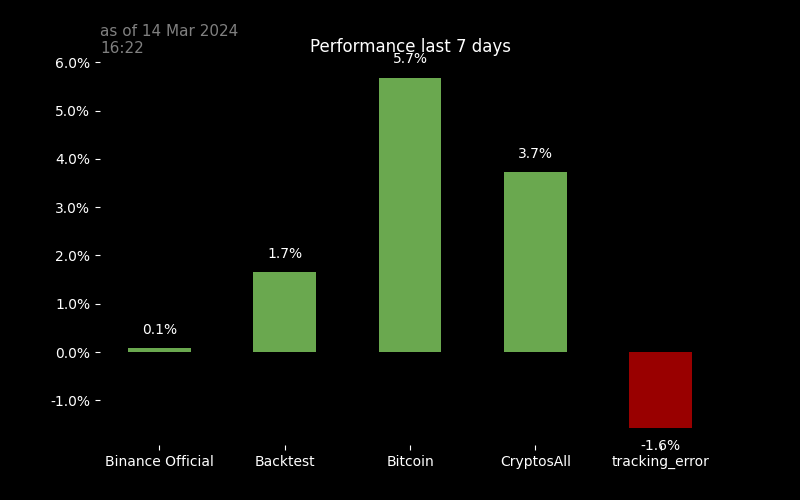 as of 14 Mar 2024
16:22
Performance last 7 days
6.0%
5.0%
4.0%
3.0%
2.0%
1.0%
0.0%
-1.0%
0.1%
1.7%
5.7%
3.7%
-1.6%
Binance Official
Backtest
Bitcoin
CryptosAll
tracking_error